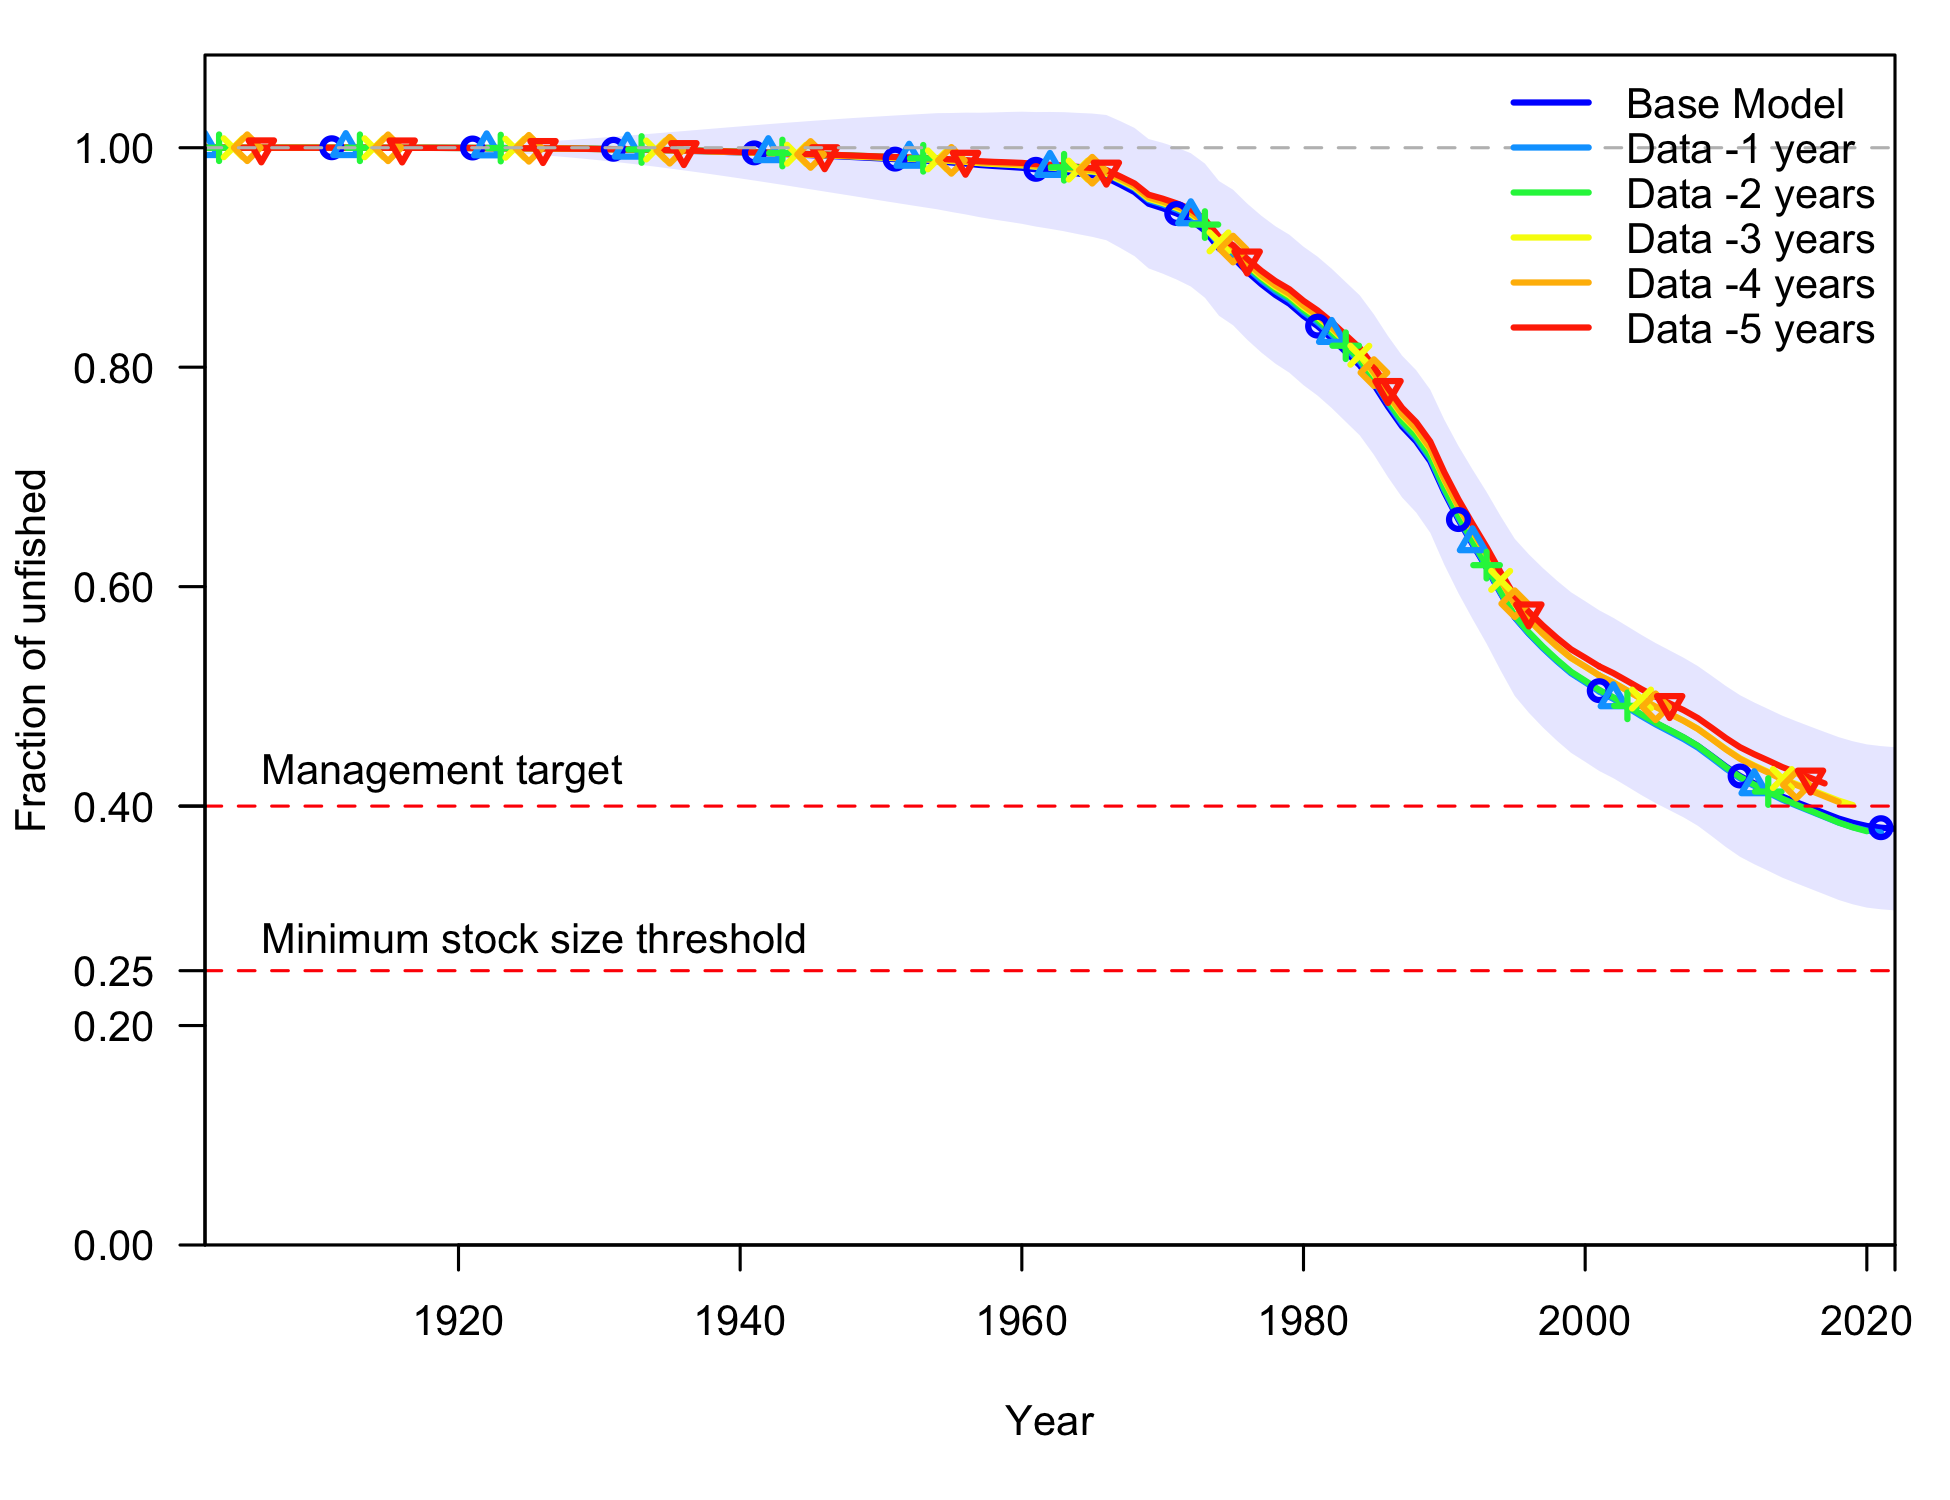 Base Model
Data -1 year
Data -2 years
Data -3 years
Data -4 years
Data -5 years
1.00
0.80
0.60
0.40
0.25
0.20
0.00
Fraction of unfished
Management target
Minimum stock size threshold
1920
1940
1960
1980
2000
2020
Year